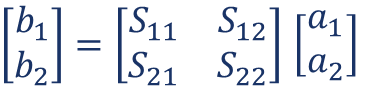 [b₁] = [S₁₁ S₁₂] [a₁]
[b₂]   [S₂₁ S₂₂] [a₂]